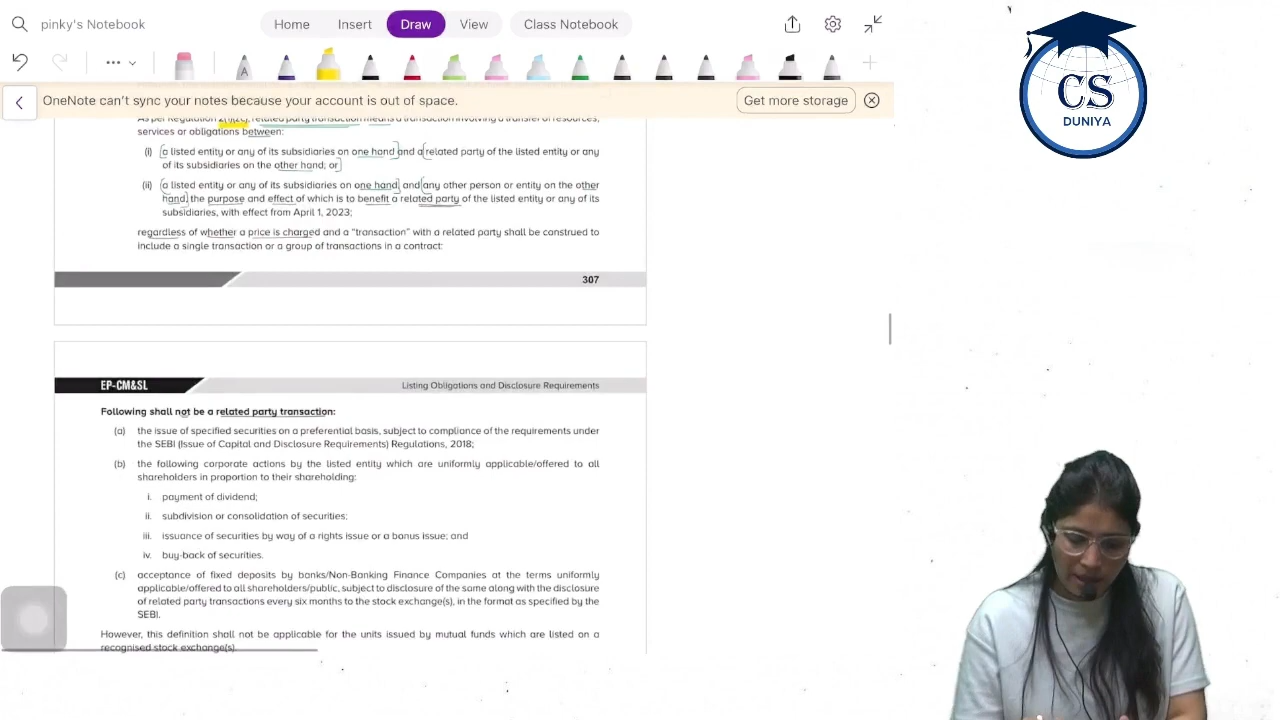 pinky's Notebook
Home
Insert
Draw
View
Class Notebook
A
OneNote can't sync your notes because your account is out of space.
Get more storage
As per Regulation 2(1)(zc), related party transaction means a transaction involving a transfer of resources,
services or obligations between:
(i) a listed entity or any of its subsidiaries on one hand and a related party of the listed entity or any
of its subsidiaries on the other hand; or
(ii) a listed entity or any of its subsidiaries on one hand, and any other person or entity on the other
hand, the purpose and effect of which is to benefit a related party of the listed entity or any of its
subsidiaries, with effect from April 1, 2023;
regardless of whether a price is charged and a "transaction" with a related party shall be construed to
include a single transaction or a group of transactions in a contract:
307
EP-CM&SL
Listing Obligations and Disclosure Requirements
Following shall not be a related party transaction:
(a) the issue of specified securities on a preferential basis, subject to compliance of the requirements under
the SEBI (Issue of Capital and Disclosure Requirements) Regulations, 2018;
(b) the following corporate actions by the listed entity which are uniformly applicable/offered to all
shareholders in proportion to their shareholding:
i. payment of dividend;
ii. subdivision or consolidation of securities;
iii. issuance of securities by way of a rights issue or a bonus issue; and
iv. buy-back of securities.
(c) acceptance of fixed deposits by banks/Non-Banking Finance Companies at the terms uniformly
applicable/offered to all shareholders/public, subject to disclosure of the same along with the disclosure
of related party transactions every six months to the stock exchange(s), in the format as specified by the
SEBI.
However, this definition shall not be applicable for the units issued by mutual funds which are listed on a
recognised stock exchange(s).
CS
DUNIYA